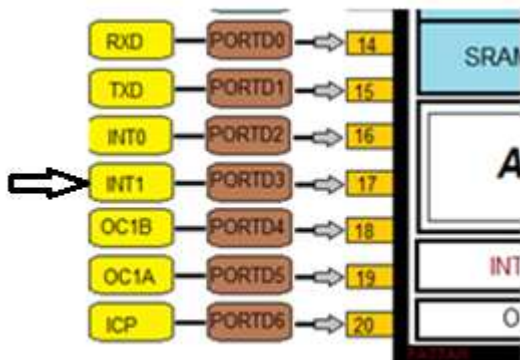 RXD PORTD0 14
TXD PORTD1 15
INT0 PORTD2 16
INT1 PORTD3 17
OC1B PORTD4 18
OC1A PORTD5 19
ICP PORTD6 20
SRAM
A
INT
O